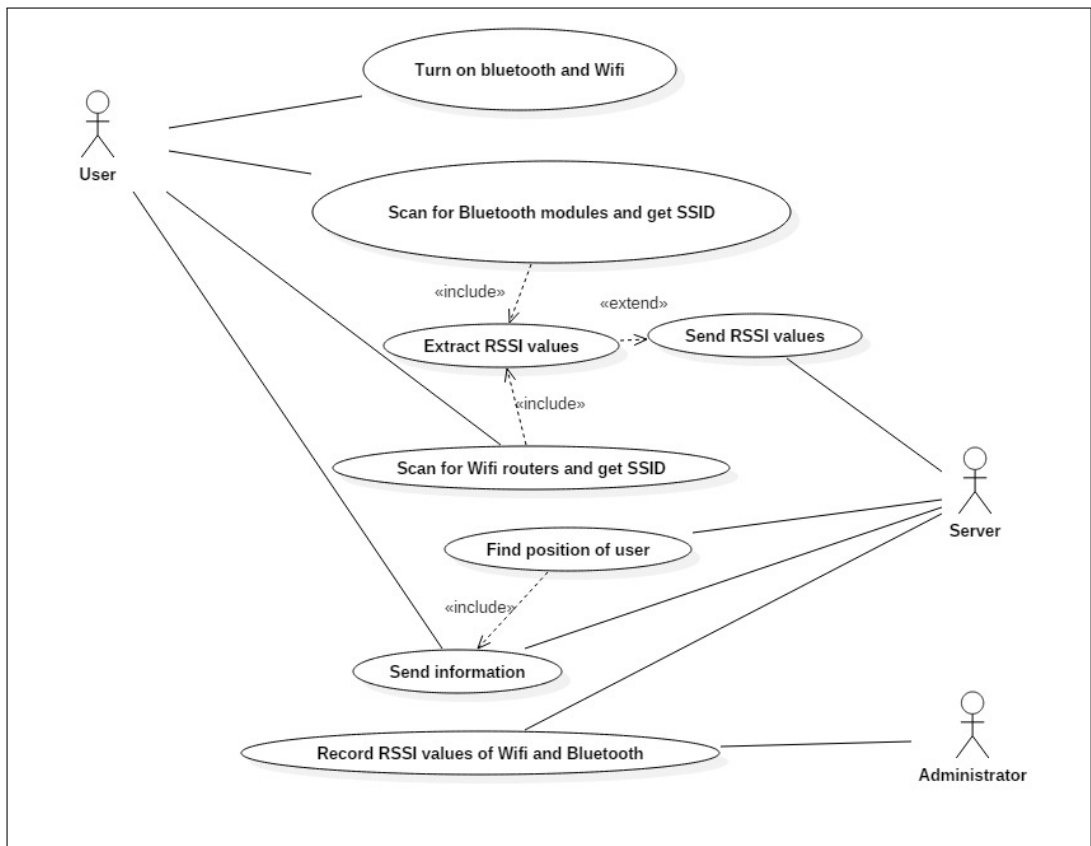 Turn on bluetooth and Wifi
User
Scan for Bluetooth modules and get SSID
«include»
«extend»
Extract RSSI values
Send RSSI values
«include»
Scan for Wifi routers and get SSID
Server
Find position of user
«include»
Send information
Record RSSI values of Wifi and Bluetooth
Administrator